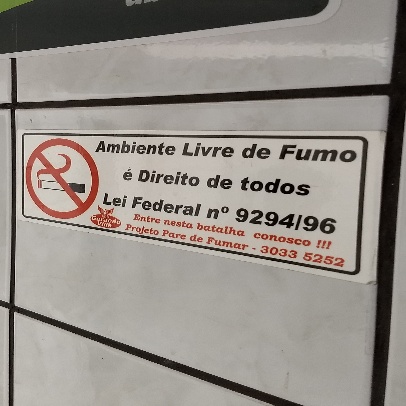 Ambiente Livre de Fumo
é Direito de todos
Lei Federal nº 9294/96
Entre nesta batalha conosco !!!
Projeto Pare de Fumar - 3033 5252